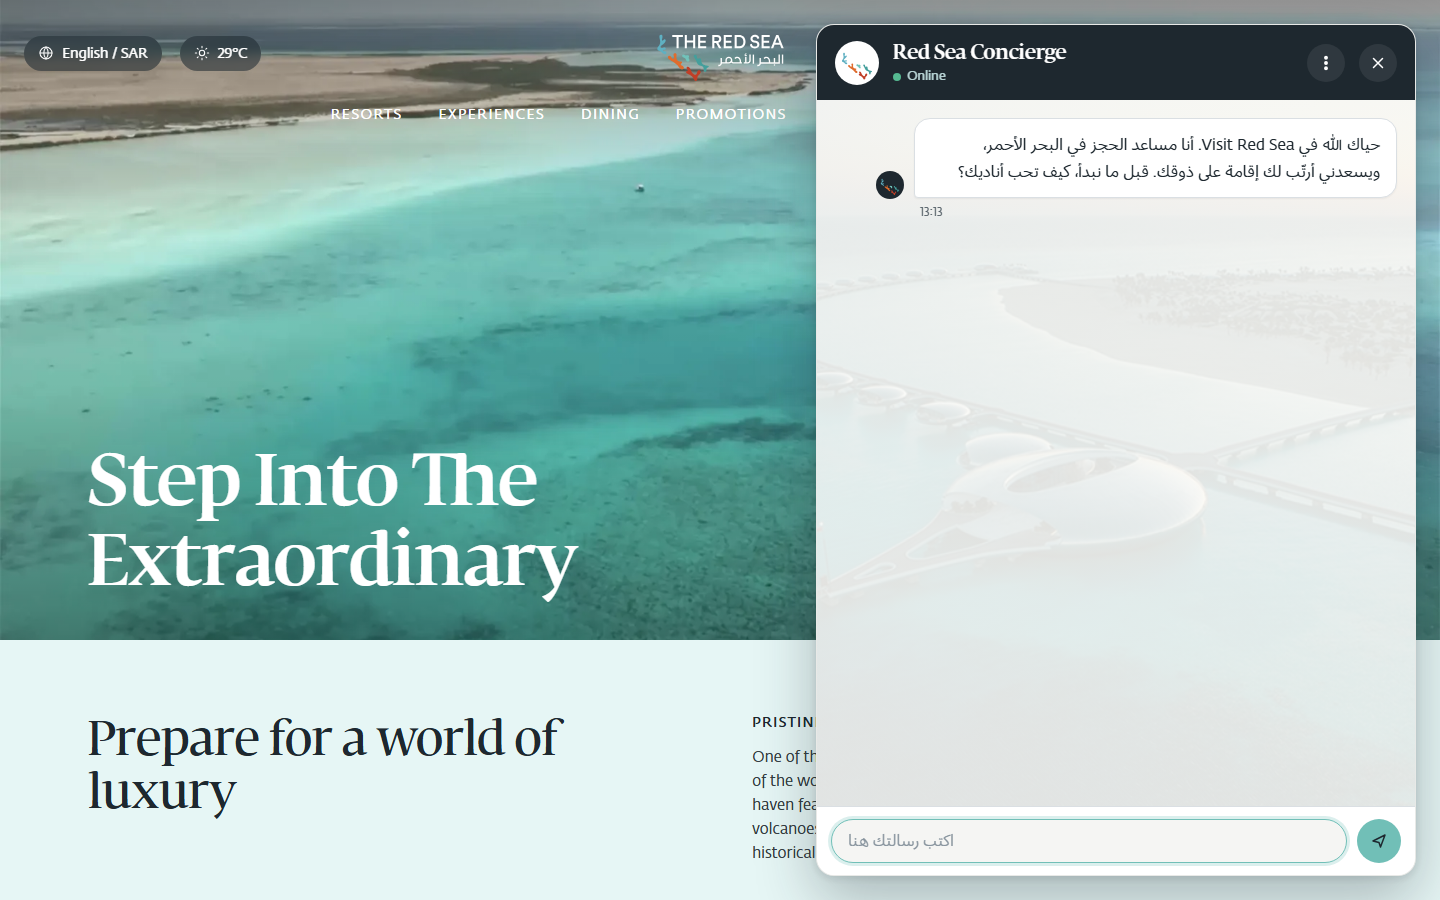 English / SAR
29°C
THE RED SEA
البحر الأحمر
RESORTS
EXPERIENCES
DINING
PROMOTIONS
Step Into The
Extraordinary
Prepare for a world of
luxury
PRISTIN
One of th
of the wo
haven fea
volcanoes
historical
Red Sea Concierge
Online
حياك الله في Visit Red Sea. أنا مساعد الحجز في البحر الأحمر،
ويسعدني أرتّب لك إقامة على ذوقك. قبل ما نبدأ، كيف تحب أناديك؟
13:13
اكتب رسالتك هنا